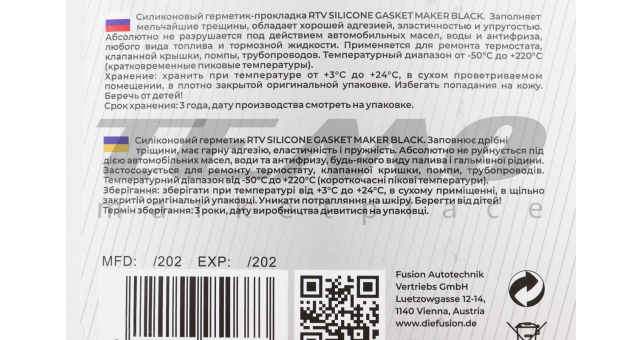 Силиконовый герметик-прокладка RTV SILICONE GASKET MAKER BLACK. Заполняет
мельчайшие трещины, обладает хорошей адгезией, эластичностью и упругостью.
Абсолютно не разрушается под действием автомобильных масел, воды и антифриза,
любого вида топлива и тормозной жидкости. Применяется для ремонта термостата,
клапанной крышки, помпы, трубопроводов. Температурный диапазон от -50°С до +220°С
(кратковременные пиковые температуры).
Хранение: хранить при температуре от +3°С до +24°С, в сухом проветриваемом
помещении, в плотно закрытой оригинальной упаковке. Избегать попадания на кожу.
Беречь от детей!
Срок хранения: 3 года, дату производства смотреть на упаковке.
Силіконовий герметик RTV SILICONE GASKET MAKER BLACK. Заповнює дрібні
тріщини, має гарну адгезію, еластичність і пружність. Абсолютно не руйнується під
дією автомобільних масел, води та антифризу, будь-якого виду палива і гальмівної рідини.
Застосовується для ремонту термостату, клапанної кришки, помпи, трубопроводів.
Температурний діапазон від -50°С до +220°С (короткочасні пікові температури).
Зберігання: зберігати при температурі від +3°С до +24°С, в сухому приміщенні, в щільно
закритій оригінальній упаковці. Уникати потрапляння на шкіру. Берегти від дітей!
Термін зберігання: 3 роки, дату виробництва дивитися на упаковці.
marketplace
MFD: /202 EXP: /202
Fusion Autotechnik
Vertriebs GmbH
Luetzowgasse 12-14,
1140 Vienna, Austria
www.diefusion.de